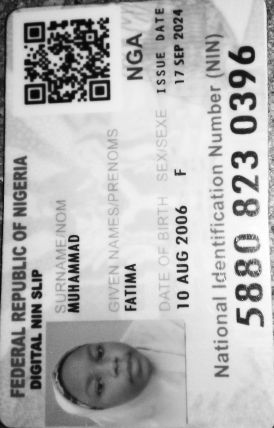 FEDERAL REPUBLIC OF NIGERIA
DIGITAL NIN SLIP
SURNAME/NOM
MUHAMMAD
GIVEN NAMES/PRENOMS
FATIMA
DATE OF BIRTH SEX/SEXE
10 AUG 2006 F
NGA
ISSUE DATE
17 SEP 2024
National Identification Number (NIN)
5880 823 0396